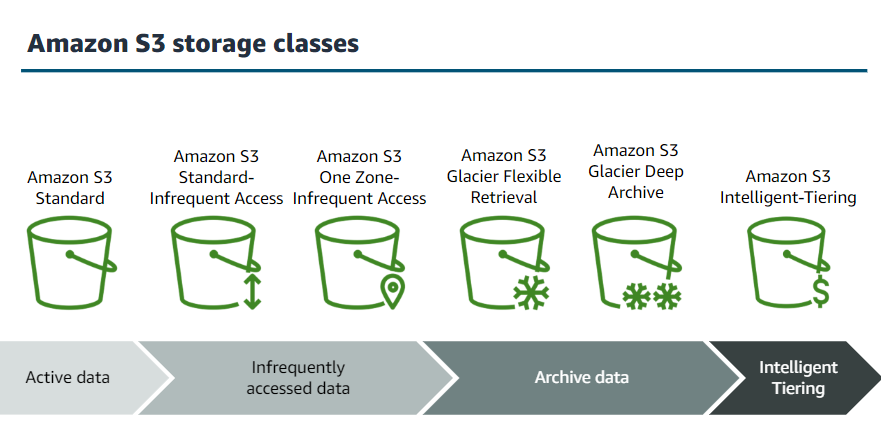 Amazon S3 storage classes
Amazon S3
Standard
Amazon S3
Standard-
Infrequent Access
Amazon S3
One Zone-
Infrequent Access
Amazon S3
Glacier Flexible
Retrieval
Amazon S3
Glacier Deep
Archive
Amazon S3
Intelligent-Tiering
$
Active data
Infrequently
accessed data
Archive data
Intelligent
Tiering